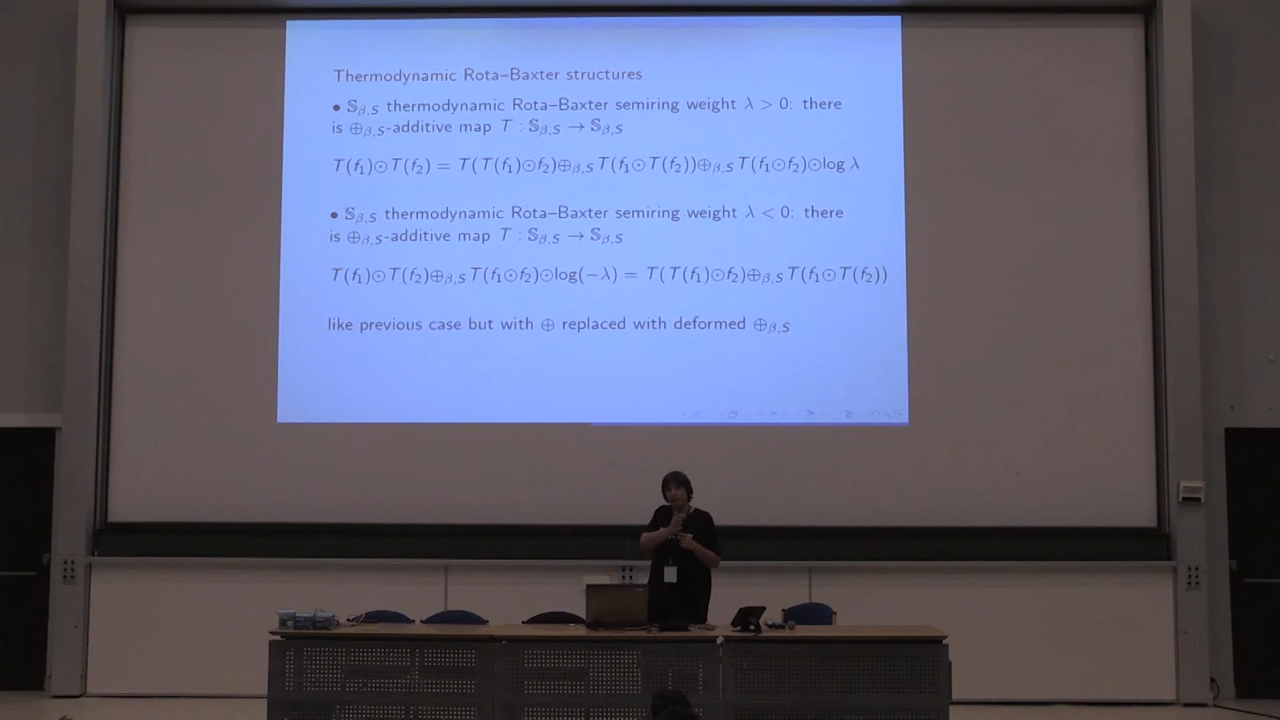 Thermodynamic Rota–Baxter structures
• 𝕊β,S thermodynamic Rota–Baxter semiring weight λ > 0: there
is ⊕β,S-additive map T : 𝕊β,S → 𝕊β,S
T(f₁)⊙T(f₂) = T(T(f₁)⊙f₂)⊕β,S T(f₁⊙T(f₂))⊕β,S T(f₁⊙f₂)⊙log λ
• 𝕊β,S thermodynamic Rota–Baxter semiring weight λ < 0: there
is ⊕β,S-additive map T : 𝕊β,S → 𝕊β,S
T(f₁)⊙T(f₂)⊕β,S T(f₁⊙f₂)⊙log(−λ) = T(T(f₁)⊙f₂)⊕β,S T(f₁⊙T(f₂))
like previous case but with ⊕ replaced with deformed ⊕β,S